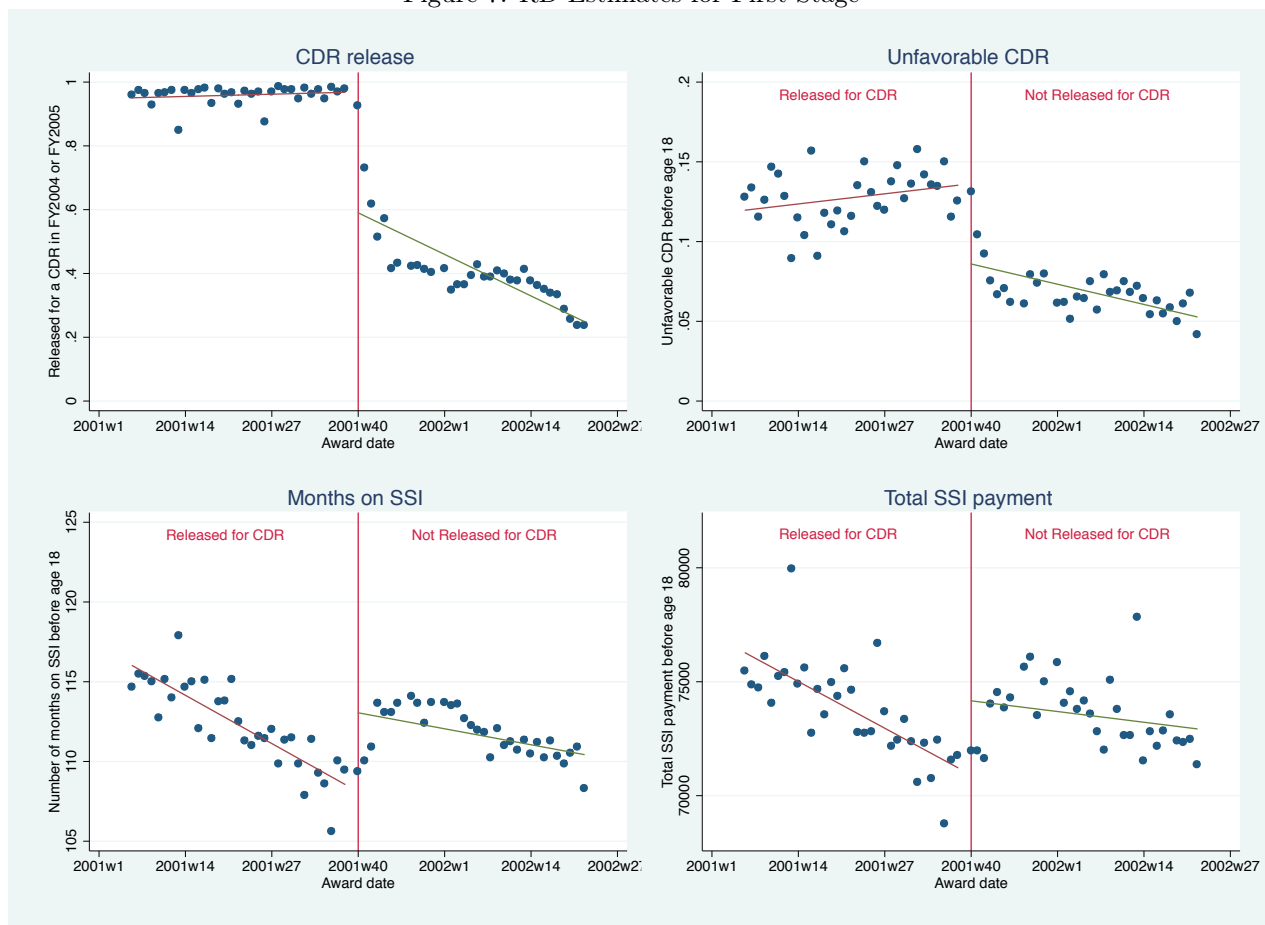 Figure 7: RD Estimates for First Stage
CDR release
Released for a CDR in FY2004 or FY2005
1
.8
.6
.4
.2
0
2001w1 2001w14 2001w27 2001w40 2002w1 2002w14 2002w27
Award date
Unfavorable CDR
Released for CDR Not Released for CDR
Unfavorable CDR before age 18
.2
.15
.1
.05
0
2001w1 2001w14 2001w27 2001w40 2002w1 2002w14 2002w27
Award date
Months on SSI
Released for CDR Not Released for CDR
Number of months on SSI before age 18
125
120
115
110
105
2001w1 2001w14 2001w27 2001w40 2002w1 2002w14 2002w27
Award date
Total SSI payment
Released for CDR Not Released for CDR
Total SSI payment before age 18
80000
75000
70000
2001w1 2001w14 2001w27 2001w40 2002w1 2002w14 2002w27
Award date